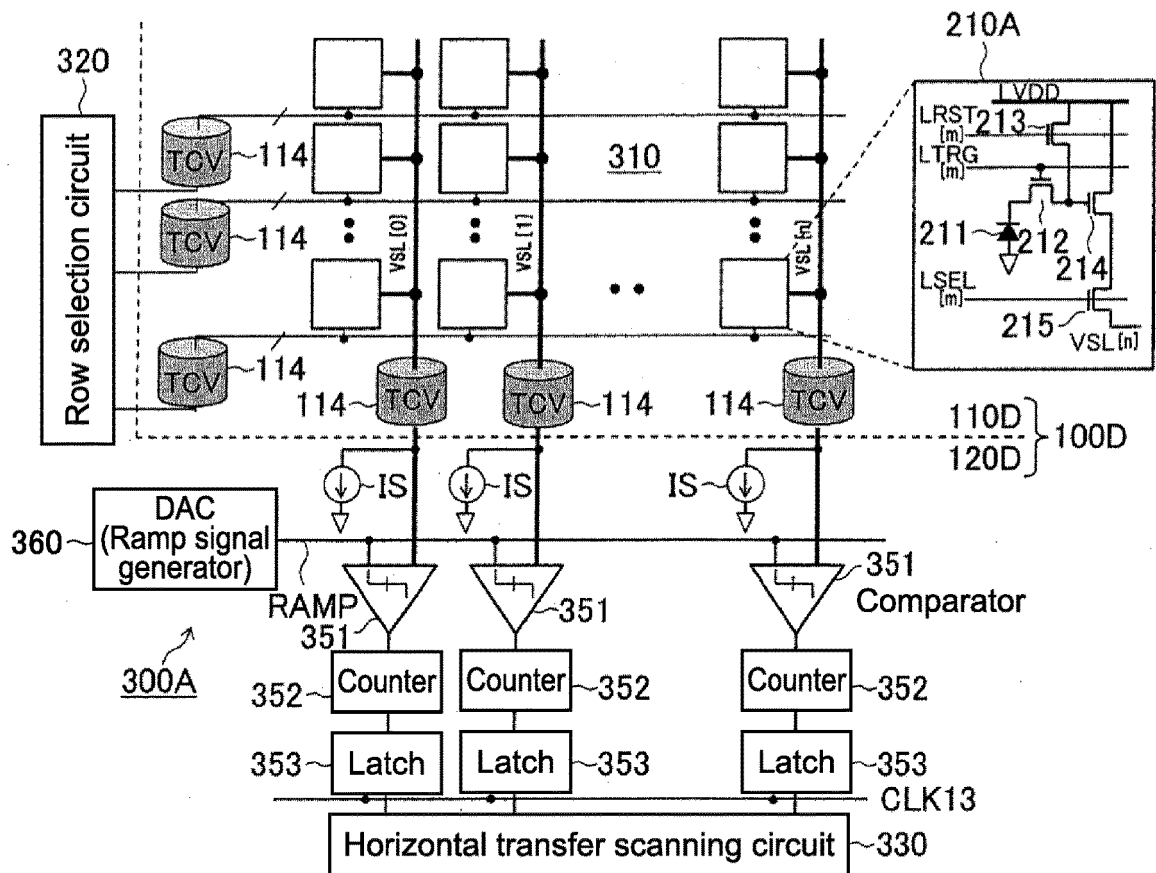 320
Row selection circuit
210A
LVDD
LRST
[m]
213
LTRG
[m]
211
212
214
LSEL
[m]
215
VSL [n]
310
TCV
114
TCV
114
TCV
114
VSL [0]
VSL [1]
VSL [n]
114
TCV
TCV
114
114
TCV
110D
120D
100D
IS
IS
IS
360
DAC
(Ramp signal
generator)
RAMP
351
351
351
Comparator
300A
352
Counter
Counter
352
Counter
352
353
Latch
Latch
353
Latch
353
CLK13
Horizontal transfer scanning circuit
330